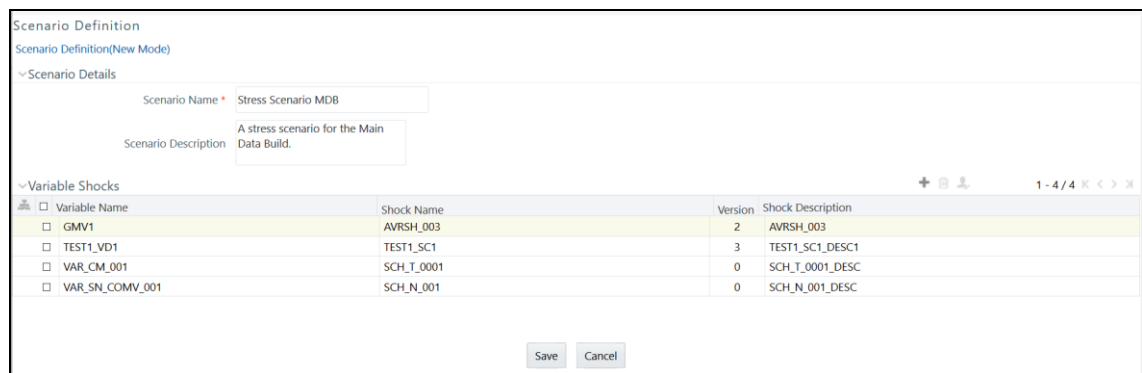 Scenario Definition
Scenario Definition(New Mode)
Scenario Details
Scenario Name * Stress Scenario MDB
Scenario Description A stress scenario for the Main
Data Build.
Variable Shocks 1 - 4 / 4
Variable Name Shock Name Version Shock Description
GMV1 AVRSH_003 2 AVRSH_003
TEST1_VD1 TEST1_SC1 3 TEST1_SC1_DESC1
VAR_CM_001 SCH_T_0001 0 SCH_T_0001_DESC
VAR_SN_COMV_001 SCH_N_001 0 SCH_N_001_DESC
Save Cancel